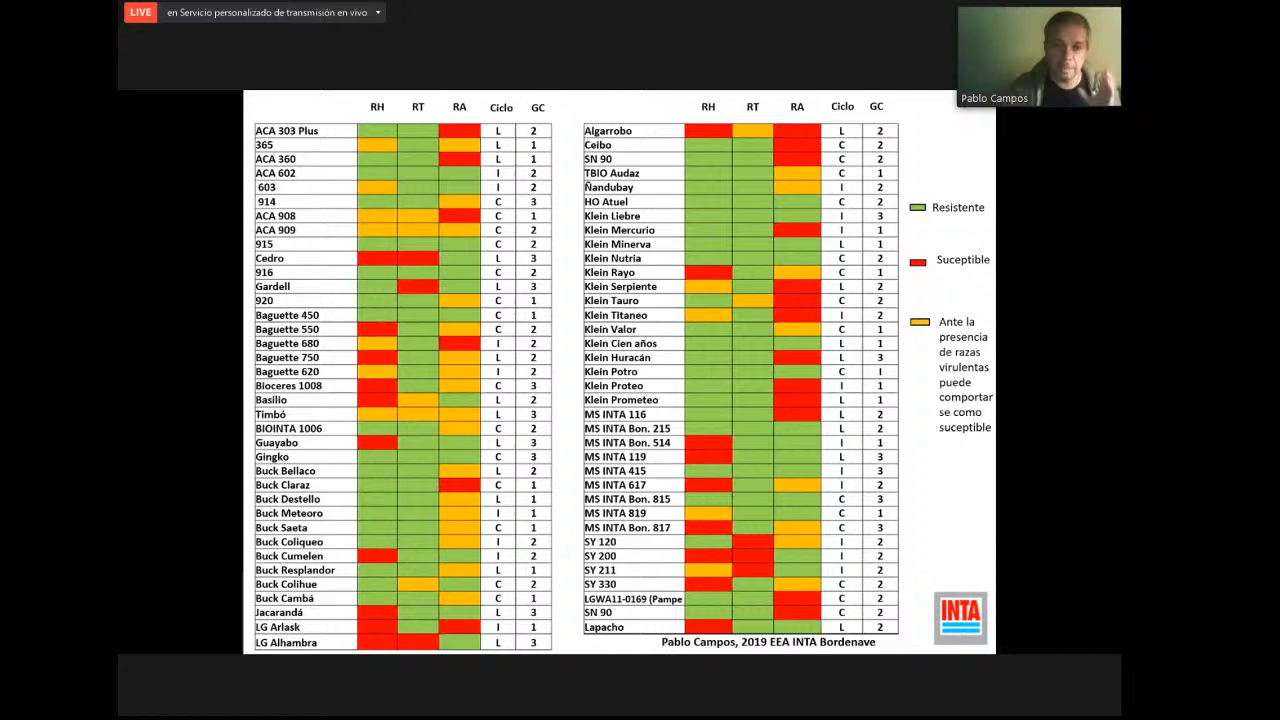 LIVE en Servicio personalizado de transmisión en vivo
Pablo Campos
RH RT RA Ciclo GC
ACA 303 Plus L 2
365 L 1
ACA 360 L 1
ACA 602 I 2
603 I 2
914 C 3
ACA 908 C 1
ACA 909 C 2
915 C 2
Cedro L 3
916 C 2
Gardell L 3
920 C 1
Baguette 450 C 1
Baguette 550 C 2
Baguette 680 I 2
Baguette 750 L 2
Baguette 620 I 2
Bioceres 1008 C 3
Basilio L 2
Timbó L 3
BIOINTA 1006 C 2
Guayabo L 3
Gingko C 3
Buck Bellaco L 2
Buck Claraz C 1
Buck Destello L 1
Buck Meteoro I 1
Buck Saeta C 1
Buck Coliqueo I 2
Buck Cumelen I 2
Buck Resplandor L 1
Buck Colihue C 2
Buck Cambá C 1
Jacarandá L 3
LG Arlask I 1
LG Alhambra L 3
RH RT RA Ciclo GC
Algarrobo L 2
Ceibo C 2
SN 90 C 2
TBIO Audaz C 1
Ñandubay I 2
HO Atuel C 2
Klein Liebre I 3
Klein Mercurio I 1
Klein Minerva L 1
Klein Nutria C 2
Klein Rayo C 1
Klein Serpiente L 2
Klein Tauro C 2
Klein Titaneo I 2
Klein Valor C 1
Klein Cien años L 1
Klein Huracán L 3
Klein Potro C I
Klein Proteo I 1
Klein Prometeo L 1
MS INTA 116 L 2
MS INTA Bon. 215 L 2
MS INTA Bon. 514 I 1
MS INTA 119 L 3
MS INTA 415 I 3
MS INTA 617 I 2
MS INTA Bon. 815 C 3
MS INTA 819 C 1
MS INTA Bon. 817 C 3
SY 120 I 2
SY 200 I 2
SY 211 I 2
SY 330 C 2
LGWA11-0169 (Pampe C 2
SN 90 C 2
Lapacho L 2
Pablo Campos, 2019 EEA INTA Bordenave
Resistente
Suceptible
Ante la
presencia
de razas
virulentas
puede
comportar
se como
suceptible
INTA